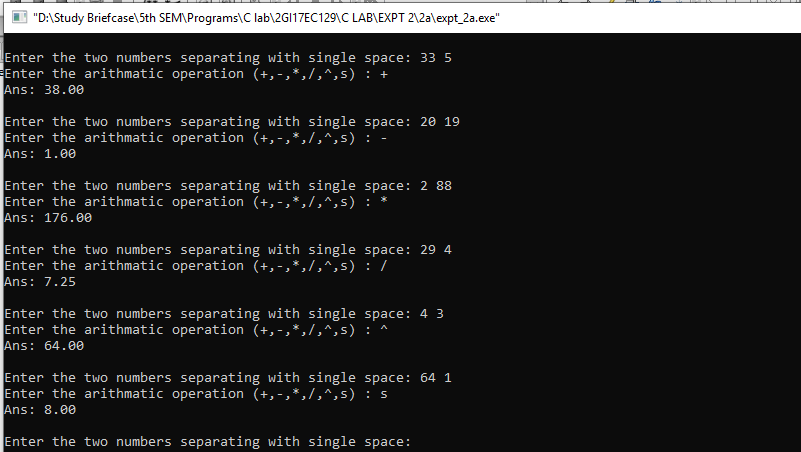 "D:\Study Briefcase\5th SEM\Programs\C lab\2GI17EC129\C LAB\EXPT 2\2a\expt_2a.exe"
Enter the two numbers separating with single space: 33 5
Enter the arithmatic operation (+,-,*,/,^,s) : +
Ans: 38.00
Enter the two numbers separating with single space: 20 19
Enter the arithmatic operation (+,-,*,/,^,s) : -
Ans: 1.00
Enter the two numbers separating with single space: 2 88
Enter the arithmatic operation (+,-,*,/,^,s) : *
Ans: 176.00
Enter the two numbers separating with single space: 29 4
Enter the arithmatic operation (+,-,*,/,^,s) : /
Ans: 7.25
Enter the two numbers separating with single space: 4 3
Enter the arithmatic operation (+,-,*,/,^,s) : ^
Ans: 64.00
Enter the two numbers separating with single space: 64 1
Enter the arithmatic operation (+,-,*,/,^,s) : s
Ans: 8.00
Enter the two numbers separating with single space: